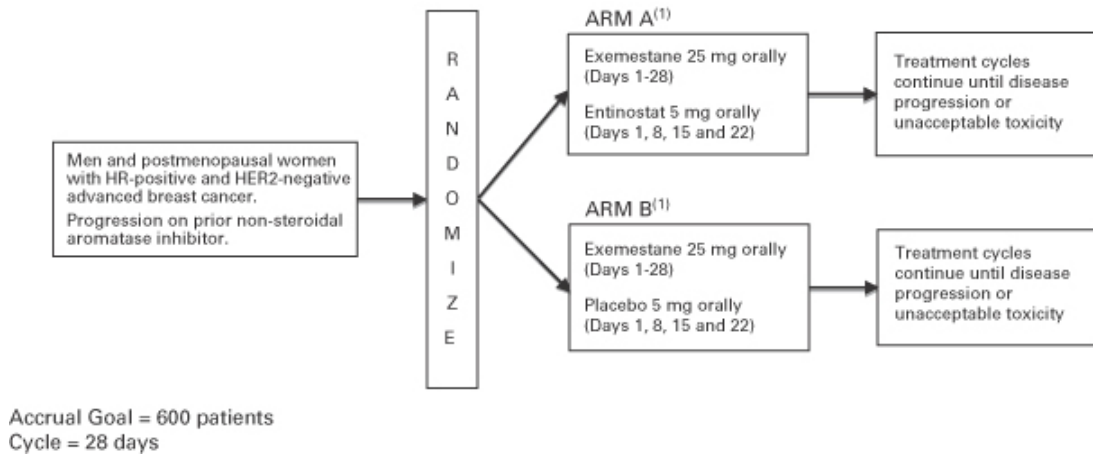 Men and postmenopausal women
with HR-positive and HER2-negative
advanced breast cancer.
Progression on prior non-steroidal
aromatase inhibitor.
R
A
N
D
O
M
I
Z
E
ARM A(1)
Exemestane 25 mg orally
(Days 1-28)
Entinostat 5 mg orally
(Days 1, 8, 15 and 22)
Treatment cycles
continue until disease
progression or
unacceptable toxicity
ARM B(1)
Exemestane 25 mg orally
(Days 1-28)
Placebo 5 mg orally
(Days 1, 8, 15 and 22)
Treatment cycles
continue until disease
progression or
unacceptable toxicity
Accrual Goal = 600 patients
Cycle = 28 days